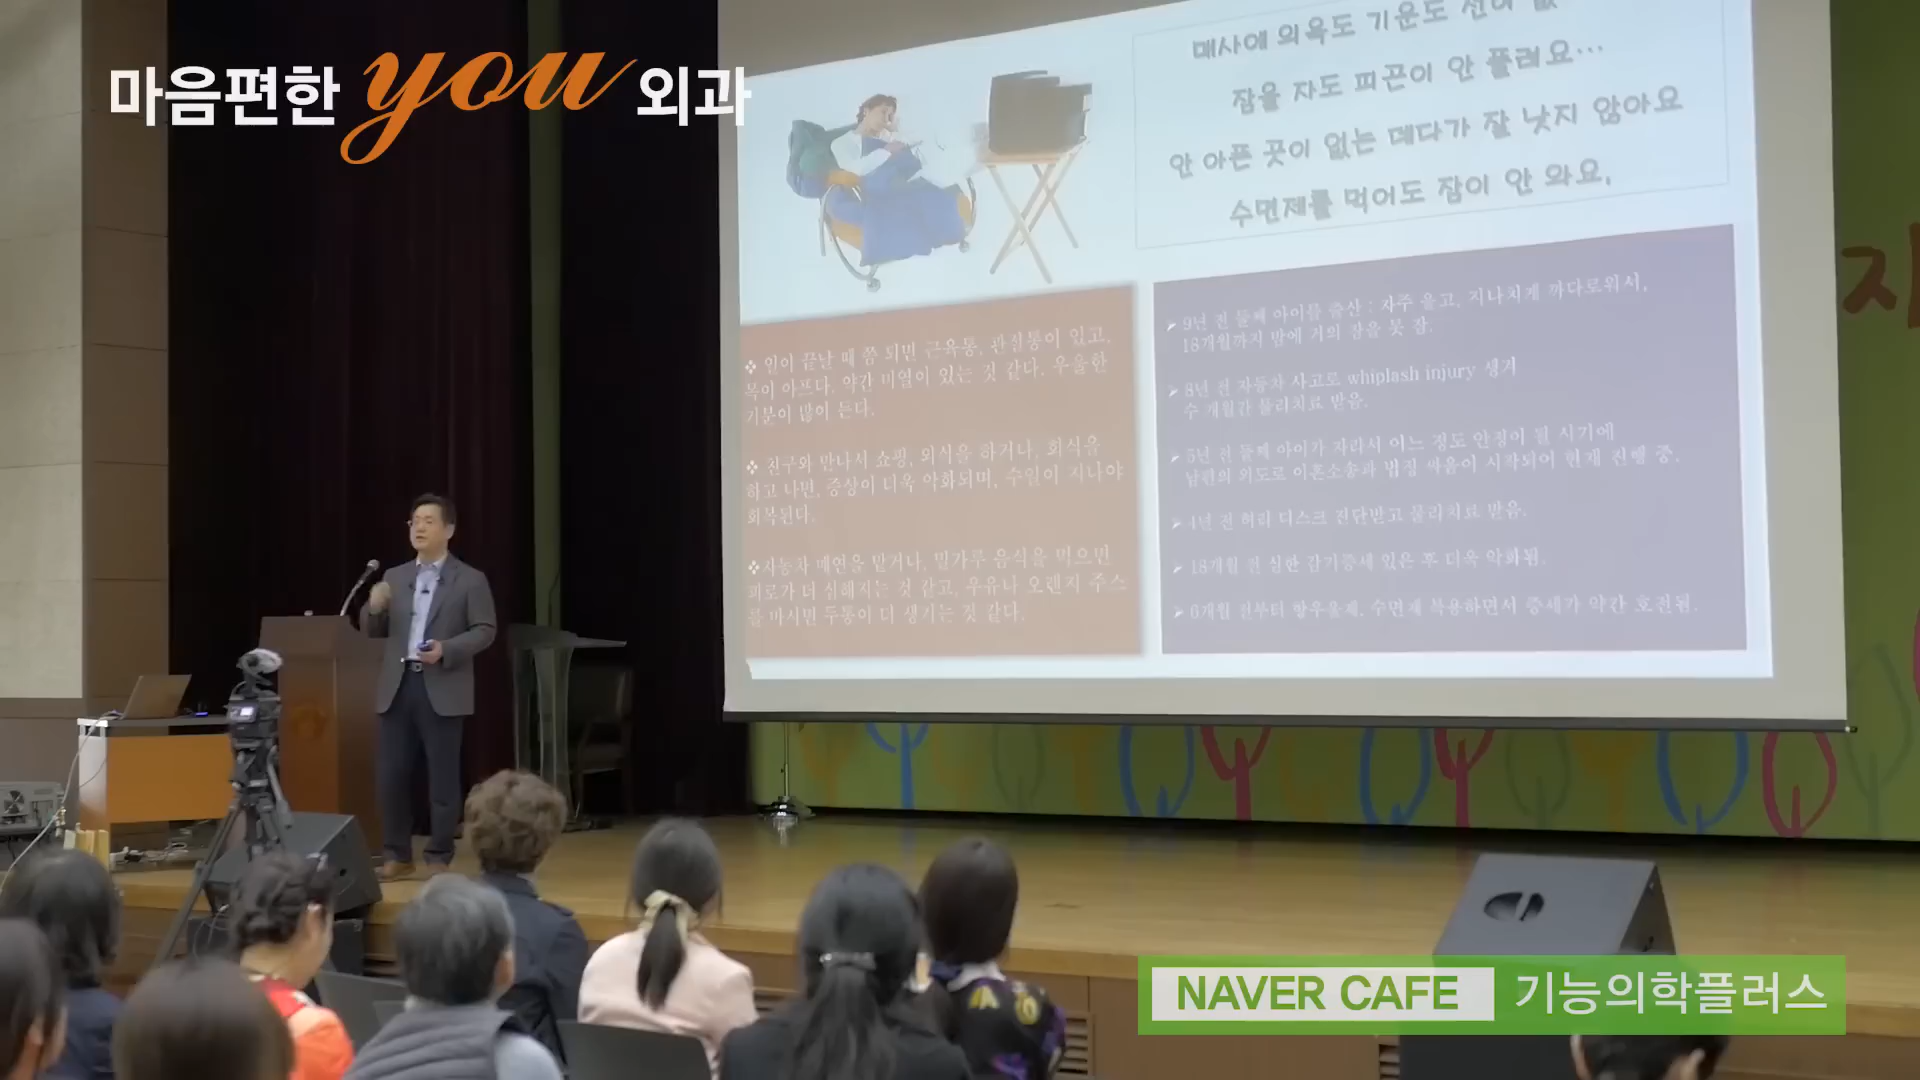 마음편한 you 외과
매사에 의욕도 기운도 전혀 없
잠을 자도 피곤이 안 풀려요...
안 아픈 곳이 없는 데다가 잘 낫지 않아요
수면제를 먹어도 잠이 안 와요,
❖ 일이 끝날 때 쯤 되면 근육통, 관절통이 있고,
목이 아프다. 약간 미열이 있는 것 같다. 우울한
기분이 많이 든다.
❖ 친구와 만나서 쇼핑, 외식을 하거나, 회식을
하고 나면, 증상이 더욱 악화되며, 수일이 지나야
회복된다.
❖자동차 매연을 맡거나, 밀가루 음식을 먹으면
피로가 더 심해지는 것 같고, 우유나 오렌지 주스
를 마시면 두통이 더 생기는 것 같다.
➢ 9년 전 둘째 아이를 출산 : 자주 울고, 지나치게 까다로워서,
18개월까지 밤에 거의 잠을 못 잠.
➢ 8년 전 자동차 사고로 whiplash injury 생겨
수 개월간 물리치료 받음.
➢ 5년 전 둘째 아이가 자라서 어느 정도 안정이 될 시기에
남편의 외도로 이혼소송과 법정 싸움이 시작되어 현재 진행 중.
➢ 4년 전 허리 디스크 진단받고 물리치료 받음.
➢ 18개월 전 심한 감기증세 있은 후 더욱 악화됨.
➢ 6개월 전부터 항우울제, 수면제 복용하면서 증세가 약간 호전됨.
NAVER CAFE 기능의학플러스